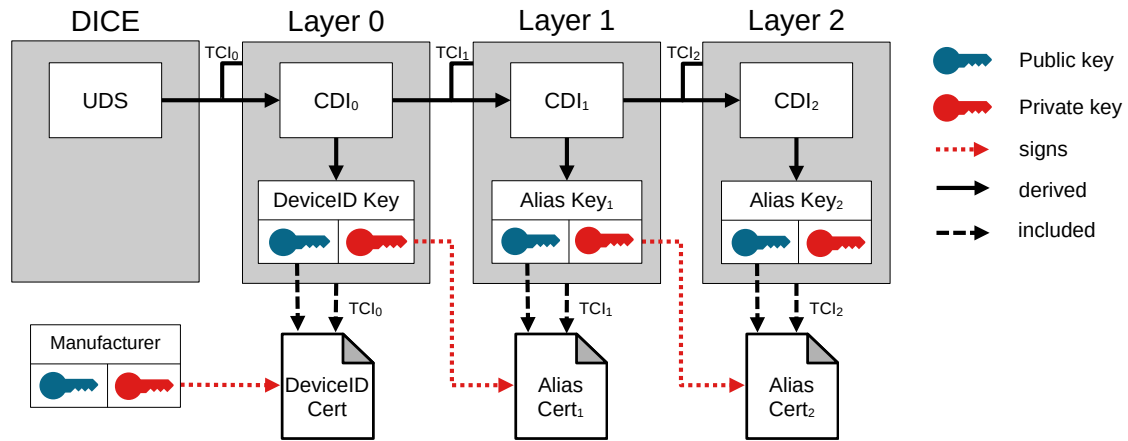 DICE
Layer 0
Layer 1
Layer 2
TCI₀
TCI₁
TCI₂
UDS
CDI₀
CDI₁
CDI₂
Public key
Private key
signs
derived
included
DeviceID Key
Alias Key₁
Alias Key₂
TCI₀
TCI₁
TCI₂
Manufacturer
DeviceID
Cert
Alias
Cert₁
Alias
Cert₂